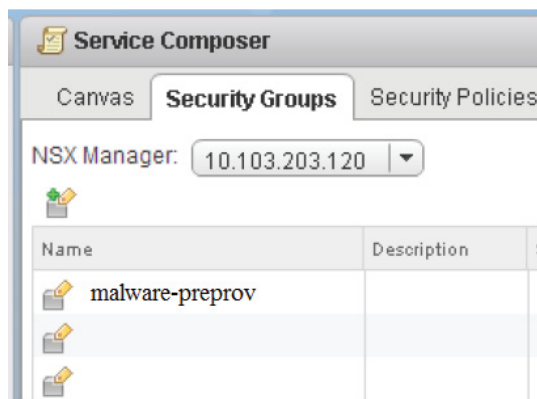 Service Composer
Canvas Security Groups Security Policies
NSX Manager: 10.103.203.120
Name Description
malware-preprov